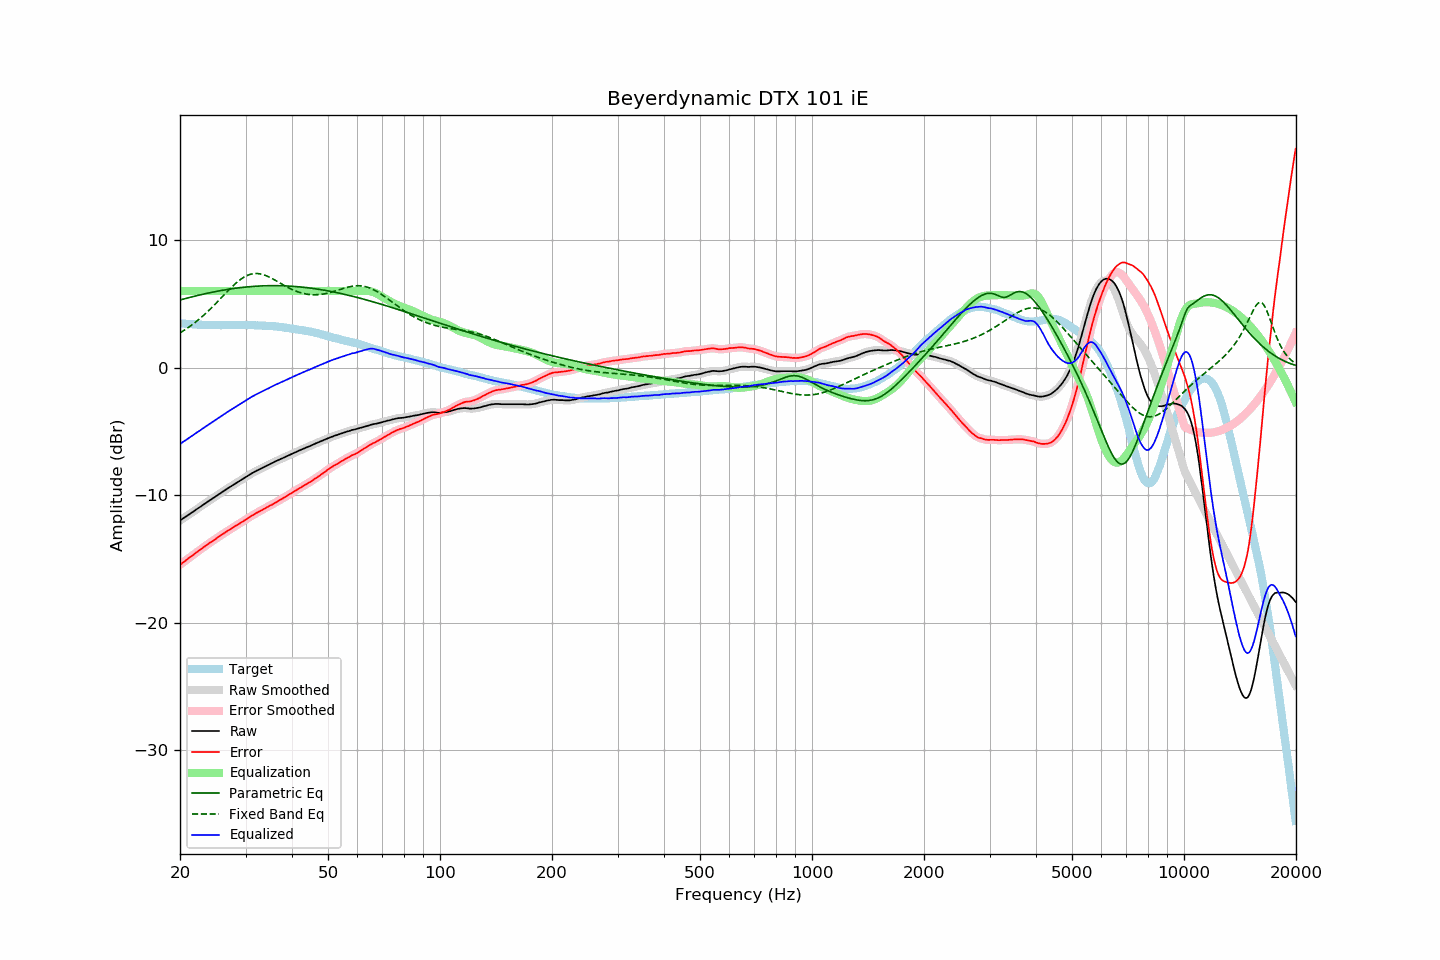 Beyerdynamic DTX 101 iE
Amplitude (dBr)
10
0
−10
−20
−30
Target
Raw Smoothed
Error Smoothed
Raw
Error
Equalization
Parametric Eq
Fixed Band Eq
Equalized
20 50 100 200 500 1000 2000 5000 10000 20000
Frequency (Hz)